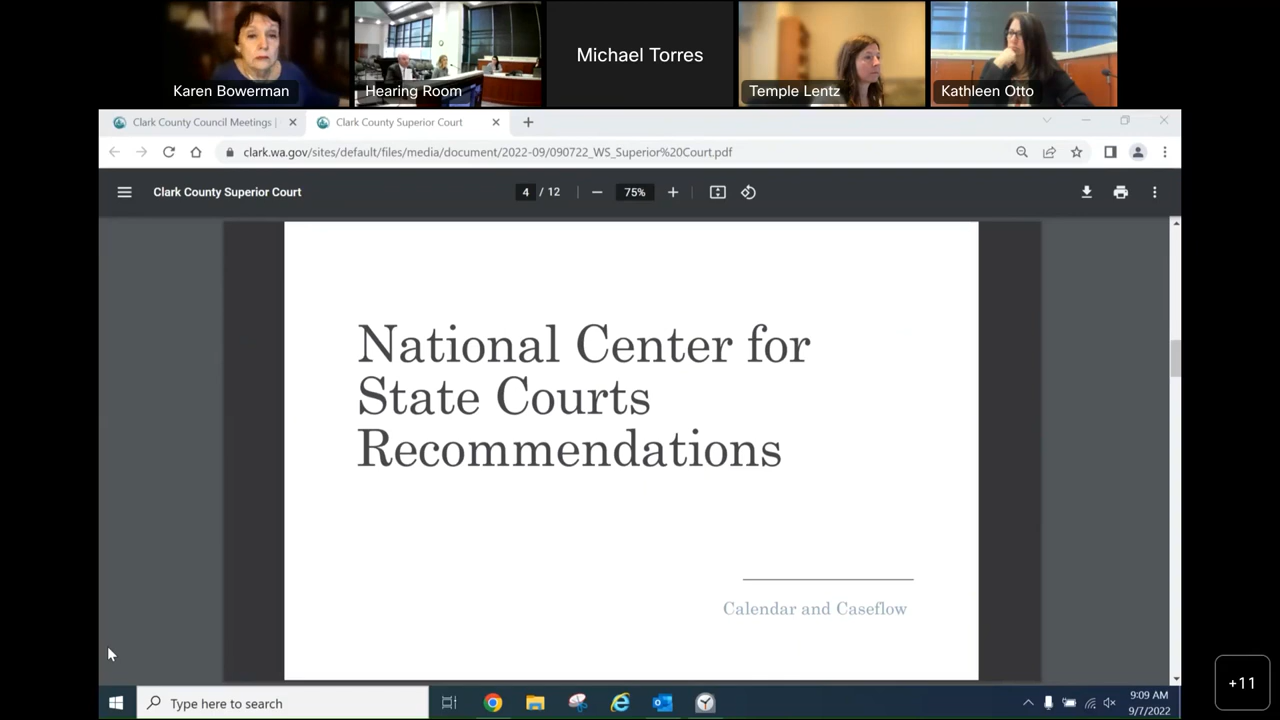 Michael Torres
Karen Bowerman
Hearing Room
Temple Lentz
Kathleen Otto
Clark County Council Meetings |
Clark County Superior Court
clark.wa.gov/sites/default/files/media/document/2022-09/090722_WS_Superior%20Court.pdf
Clark County Superior Court
4 / 12
75%
National Center for
State Courts
Recommendations
Calendar and Caseflow
+11
Type here to search
9:09 AM
9/7/2022